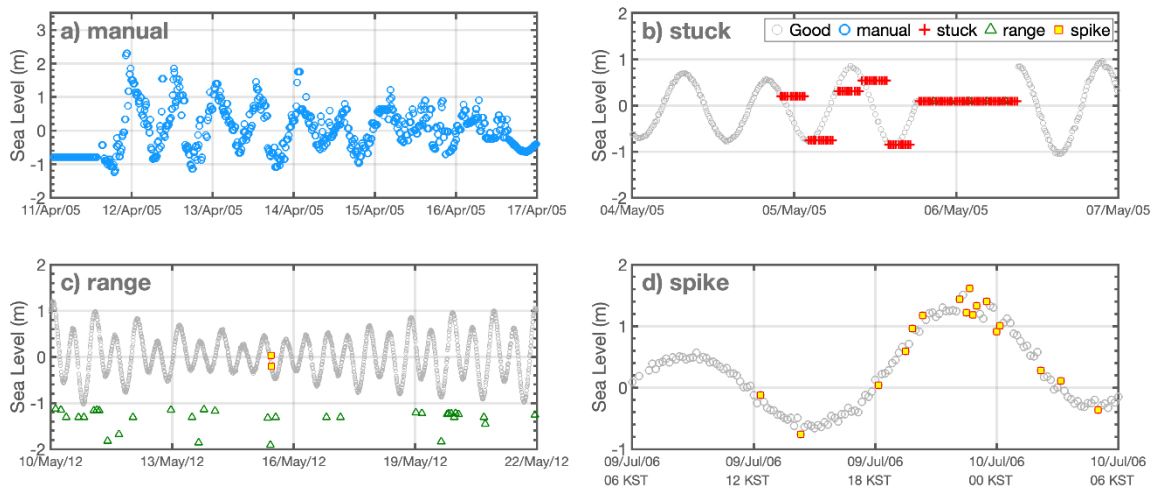 a) manual
Sea Level (m)
3
2
1
0
-1
-2
11/Apr/05 12/Apr/05 13/Apr/05 14/Apr/05 15/Apr/05 16/Apr/05 17/Apr/05
b) stuck
Good manual stuck range spike
Sea Level (m)
2
1
0
-1
-2
04/May/05 05/May/05 06/May/05 07/May/05
c) range
Sea Level (m)
2
1
0
-1
-2
10/May/12 13/May/12 16/May/12 19/May/12 22/May/12
d) spike
Sea Level (m)
2
1
0
-1
09/Jul/06 09/Jul/06 09/Jul/06 10/Jul/06 10/Jul/06
06 KST 12 KST 18 KST 00 KST 06 KST